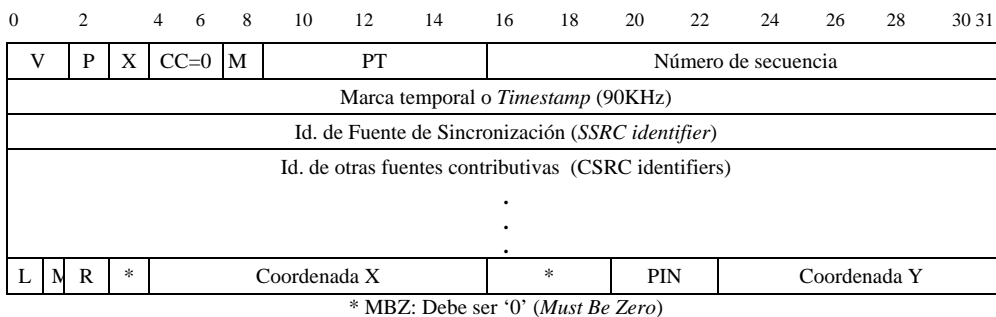 0 2 4 6 8 10 12 14 16 18 20 22 24 26 28 30 31
V P X CC=0 M PT Número de secuencia
Marca temporal o Timestamp (90KHz)
Id. de Fuente de Sincronización (SSRC identifier)
Id. de otras fuentes contributivas (CSRC identifiers)
.
.
.
L M R * Coordenada X * PIN Coordenada Y
* MBZ: Debe ser ‘0’ (Must Be Zero)